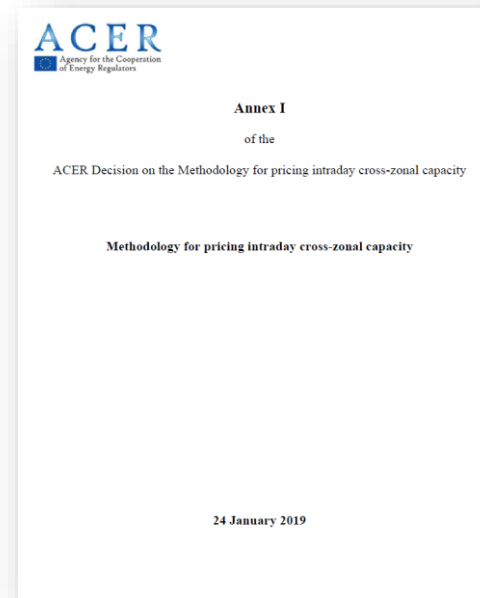 ACER
Agency for the Cooperation
of Energy Regulators
Annex I
of the
ACER Decision on the Methodology for pricing intraday cross-zonal capacity
Methodology for pricing intraday cross-zonal capacity
24 January 2019